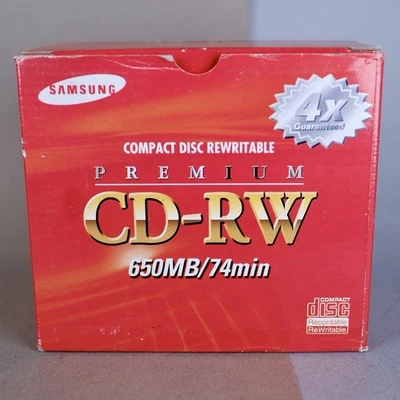 SAMSUNG
4x
Guaranteed
COMPACT DISC REWRITABLE
PREMIUM
CD-RW
650MB/74min
COMPACT
disc
Recordable
ReWritable